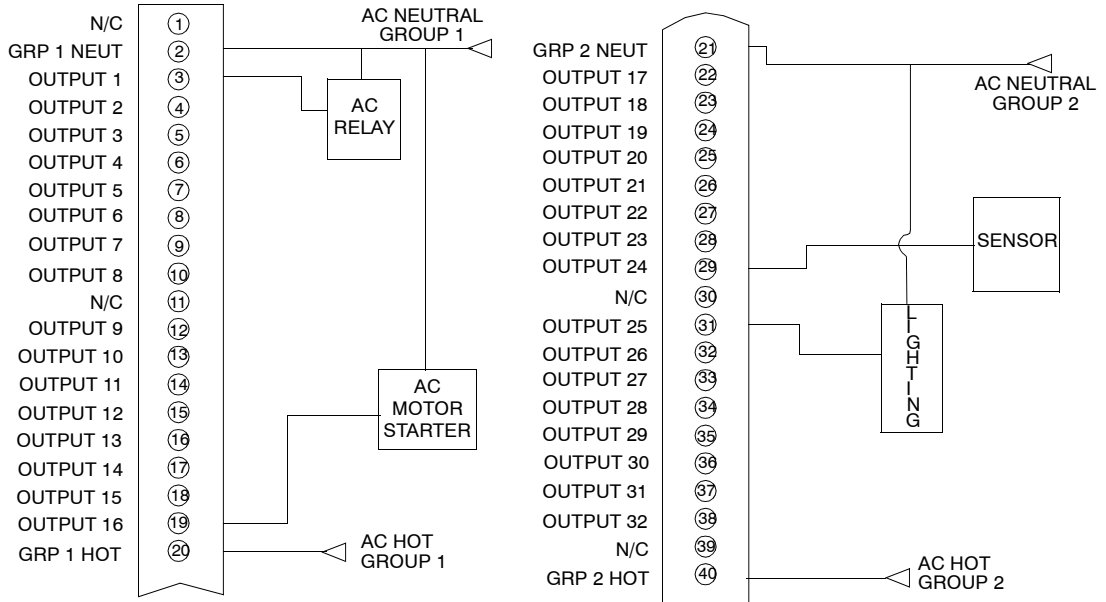 N/C 1
GRP 1 NEUT 2
OUTPUT 1 3
OUTPUT 2 4
OUTPUT 3 5
OUTPUT 4 6
OUTPUT 5 7
OUTPUT 6 8
OUTPUT 7 9
OUTPUT 8 10
N/C 11
OUTPUT 9 12
OUTPUT 10 13
OUTPUT 11 14
OUTPUT 12 15
OUTPUT 13 16
OUTPUT 14 17
OUTPUT 15 18
OUTPUT 16 19
GRP 1 HOT 20
AC NEUTRAL
GROUP 1
AC
RELAY
AC
MOTOR
STARTER
AC HOT
GROUP 1
GRP 2 NEUT 21
OUTPUT 17 22
OUTPUT 18 23
OUTPUT 19 24
OUTPUT 20 25
OUTPUT 21 26
OUTPUT 22 27
OUTPUT 23 28
OUTPUT 24 29
N/C 30
OUTPUT 25 31
OUTPUT 26 32
OUTPUT 27 33
OUTPUT 28 34
OUTPUT 29 35
OUTPUT 30 36
OUTPUT 31 37
OUTPUT 32 38
N/C 39
GRP 2 HOT 40
AC NEUTRAL
GROUP 2
SENSOR
LIGHTING
AC HOT
GROUP 2